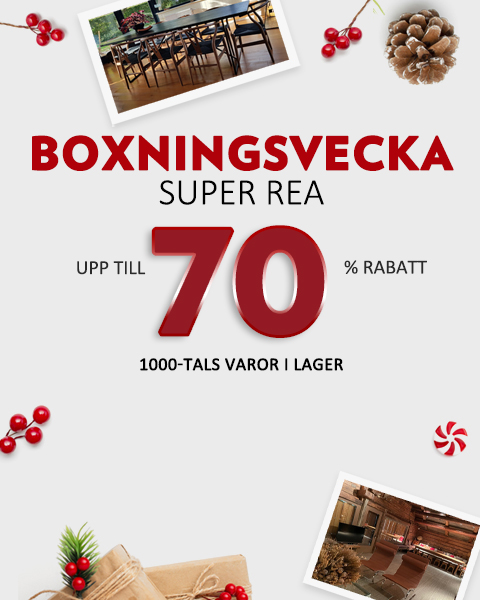 BOXNINGSVECKA
SUPER REA
UPP TILL 70 % RABATT
1000-TALS VAROR I LAGER